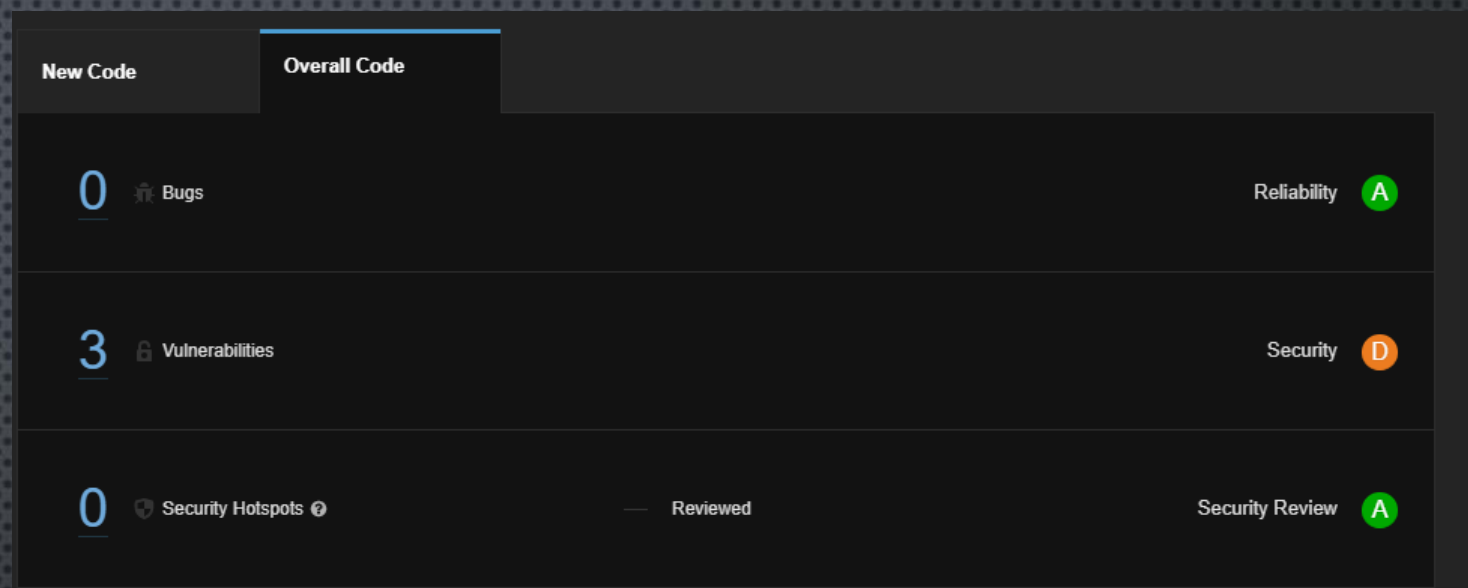 New Code
Overall Code
0 Bugs Reliability A
3 Vulnerabilities Security D
0 Security Hotspots ? — Reviewed Security Review A